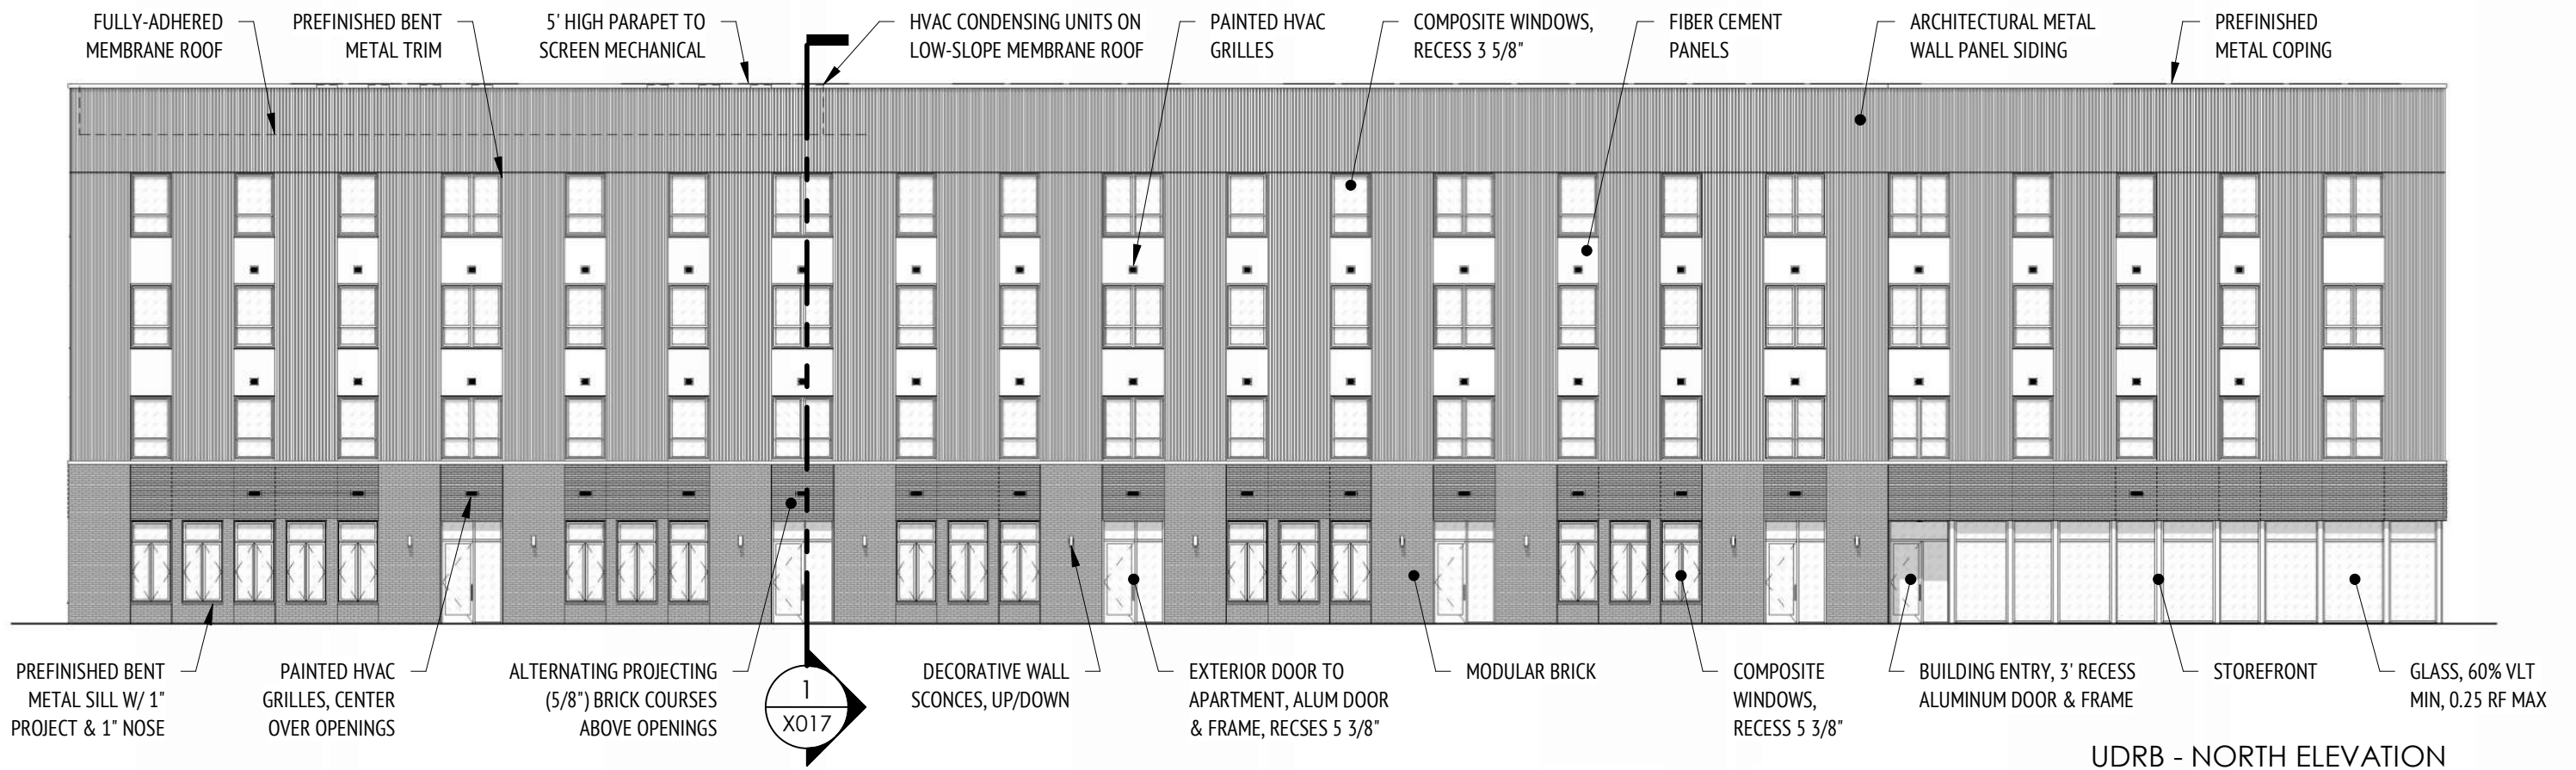 FULLY-ADHERED
MEMBRANE ROOF
PREFINISHED BENT
METAL TRIM
5' HIGH PARAPET TO
SCREEN MECHANICAL
HVAC CONDENSING UNITS ON
LOW-SLOPE MEMBRANE ROOF
PAINTED HVAC
GRILLES
COMPOSITE WINDOWS,
RECESS 3 5/8"
FIBER CEMENT
PANELS
ARCHITECTURAL METAL
WALL PANEL SIDING
PREFINISHED
METAL COPING
PREFINISHED BENT
METAL SILL W/ 1"
PROJECT & 1" NOSE
PAINTED HVAC
GRILLES, CENTER
OVER OPENINGS
ALTERNATING PROJECTING
(5/8") BRICK COURSES
ABOVE OPENINGS
1
X017
DECORATIVE WALL
SCONCES, UP/DOWN
EXTERIOR DOOR TO
APARTMENT, ALUM DOOR
& FRAME, RECSES 5 3/8"
MODULAR BRICK
COMPOSITE
WINDOWS,
RECESS 5 3/8"
BUILDING ENTRY, 3' RECESS
ALUMINUM DOOR & FRAME
STOREFRONT
GLASS, 60% VLT
MIN, 0.25 RF MAX
UDRB - NORTH ELEVATION